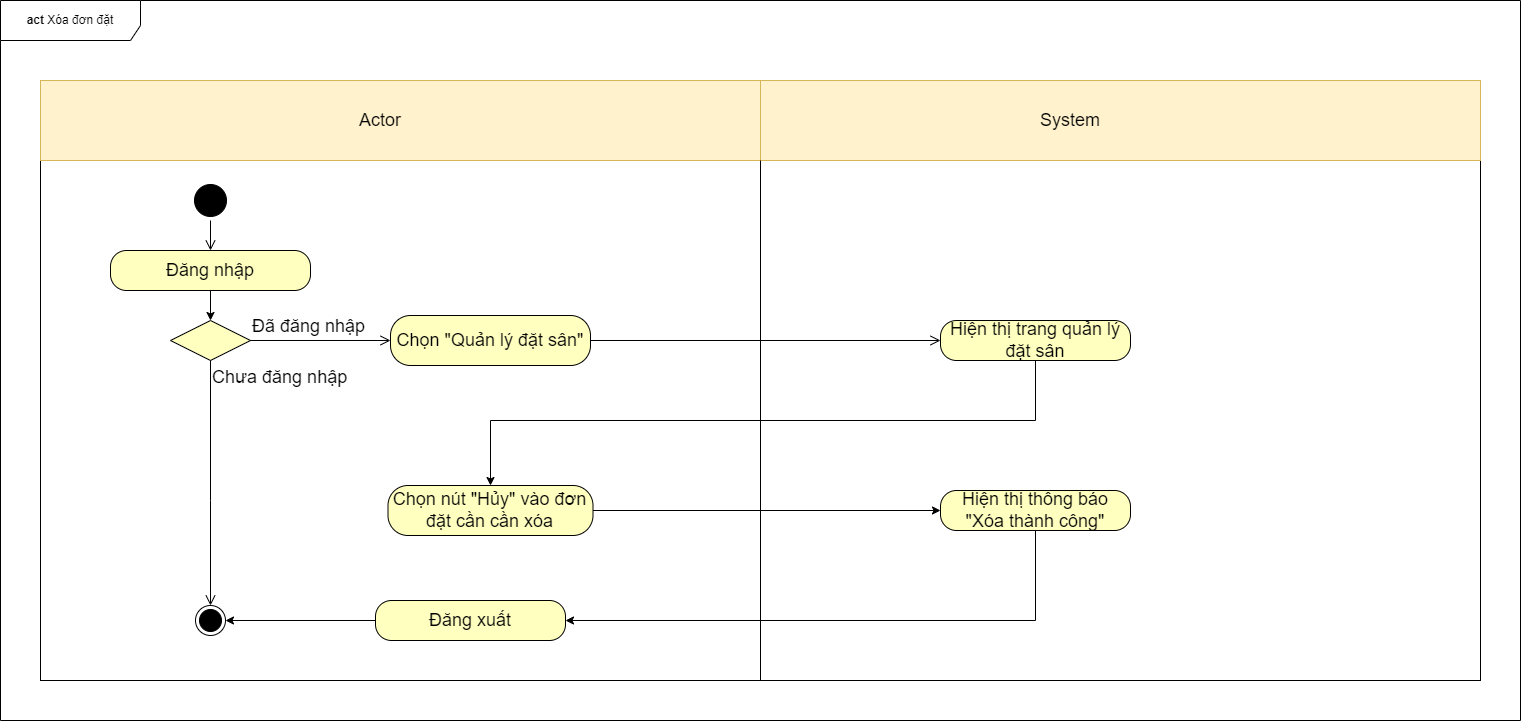 act Xóa đơn đặt
Actor
System
Đăng nhập
Đã đăng nhập
Chọn "Quản lý đặt sân"
Hiện thị trang quản lý
đặt sân
Chưa đăng nhập
Chọn nút "Hủy" vào đơn
đặt cần cần xóa
Hiện thị thông báo
"Xóa thành công"
Đăng xuất